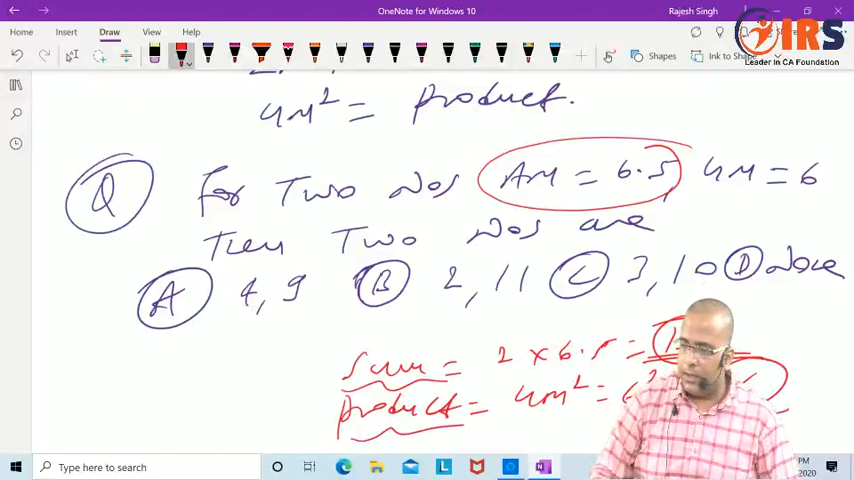 OneNote for Windows 10
Rajesh Singh
Home Insert Draw View Help
Shapes Ink to Shape
IRS
Leader in CA Foundation
GM² = product.
Q for Two Nos AM = 6.5, GM = 6
Then Two Nos are
A 4, 9 B 2, 11 C 3, 10 D None
sum = 2 × 6.5 =
product = GM² =
Type here to search
PM
2020